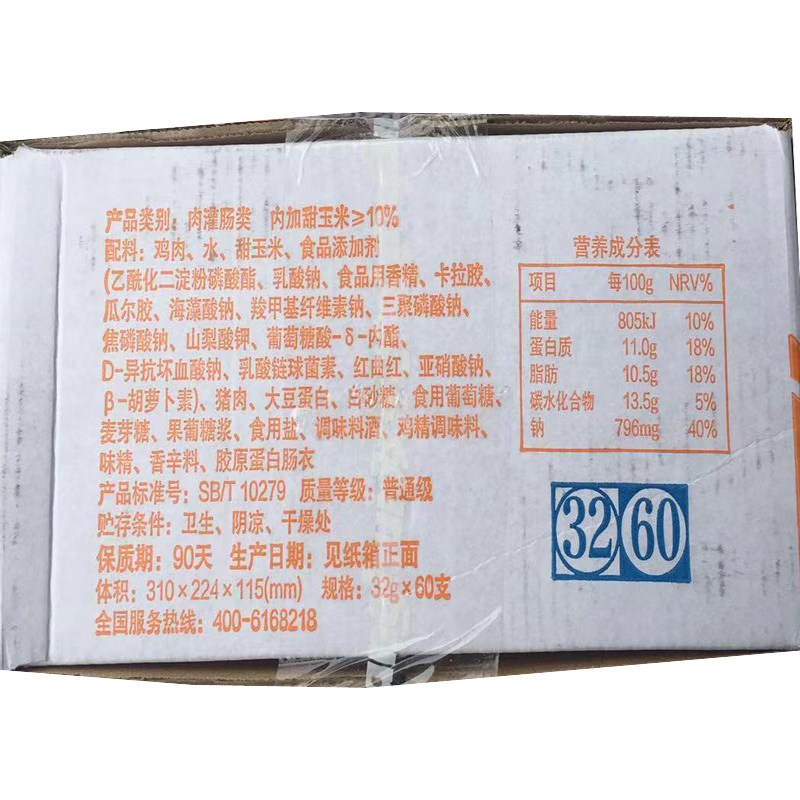 产品类别：肉灌肠类 内加甜玉米≥10%
配料：鸡肉、水、甜玉米、食品添加剂
(乙酰化二淀粉磷酸酯、乳酸钠、食品用香精、卡拉胶、
瓜尔胶、海藻酸钠、羧甲基纤维素钠、三聚磷酸钠、
焦磷酸钠、山梨酸钾、葡萄糖酸-δ-内酯、
D-异抗坏血酸钠、乳酸链球菌素、红曲红、亚硝酸钠、
β-胡萝卜素)、猪肉、大豆蛋白、白砂糖、食用葡萄糖、
麦芽糖、果葡糖浆、食用盐、调味料酒、鸡精调味料、
味精、香辛料、胶原蛋白肠衣
产品标准号：SB/T 10279 质量等级：普通级
贮存条件：卫生、阴凉、干燥处
保质期：90天 生产日期：见纸箱正面
体积：310×224×115(mm) 规格：32g×60支
全国服务热线：400-6168218
营养成分表
项目 每100g NRV%
能量 805kJ 10%
蛋白质 11.0g 18%
脂肪 10.5g 18%
碳水化合物 13.5g 5%
钠 796mg 40%
32 60